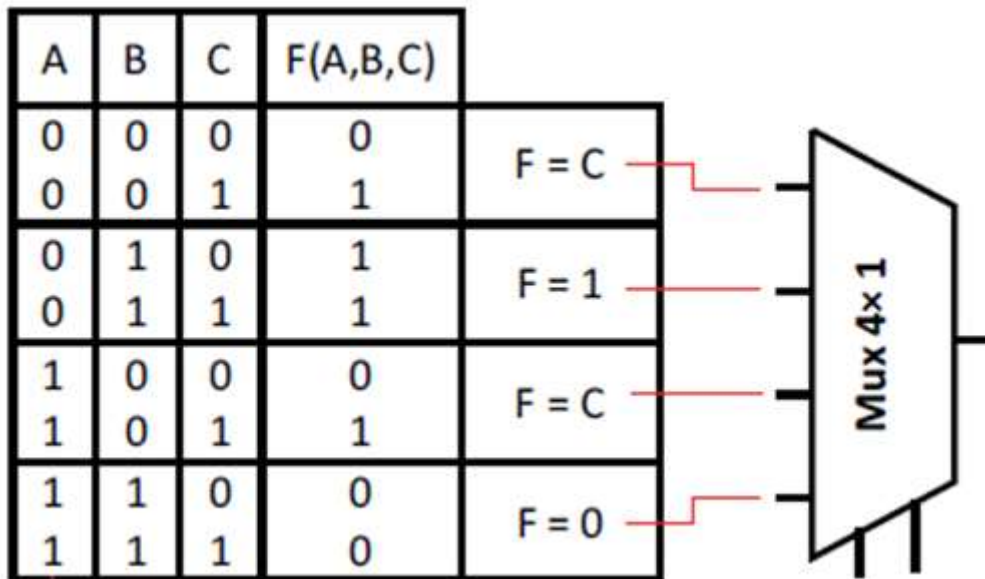 A B C F(A,B,C)
0 0 0 0
F = C
0 0 1 1
0 1 0 1
F = 1
0 1 1 1
1 0 0 0
F = C
1 0 1 1
1 1 0 0
F = 0
1 1 1 0
Mux 4× 1